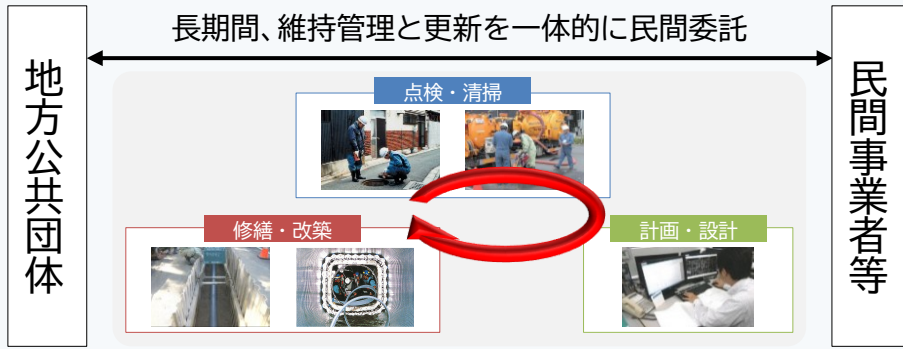 長期間、維持管理と更新を一体的に民間委託
地方公共団体
点検・清掃
修繕・改築
計画・設計
民間事業者等